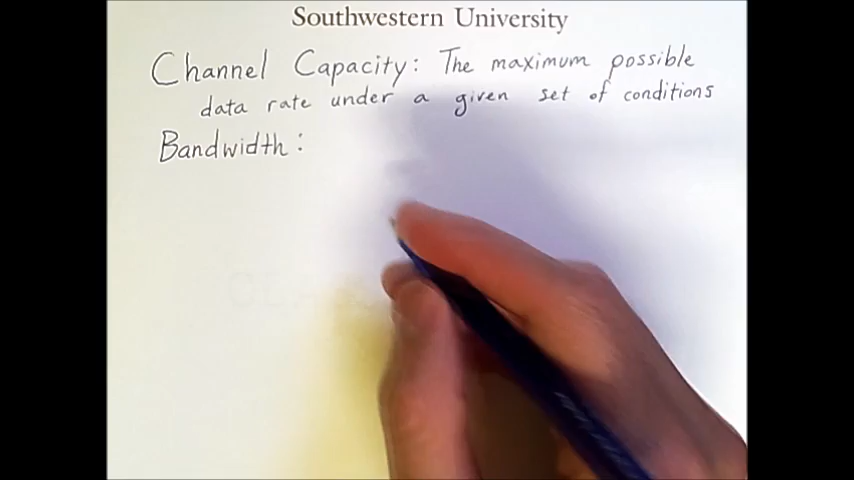 Southwestern University
Channel Capacity: The maximum possible
data rate under a given set of conditions
Bandwidth: